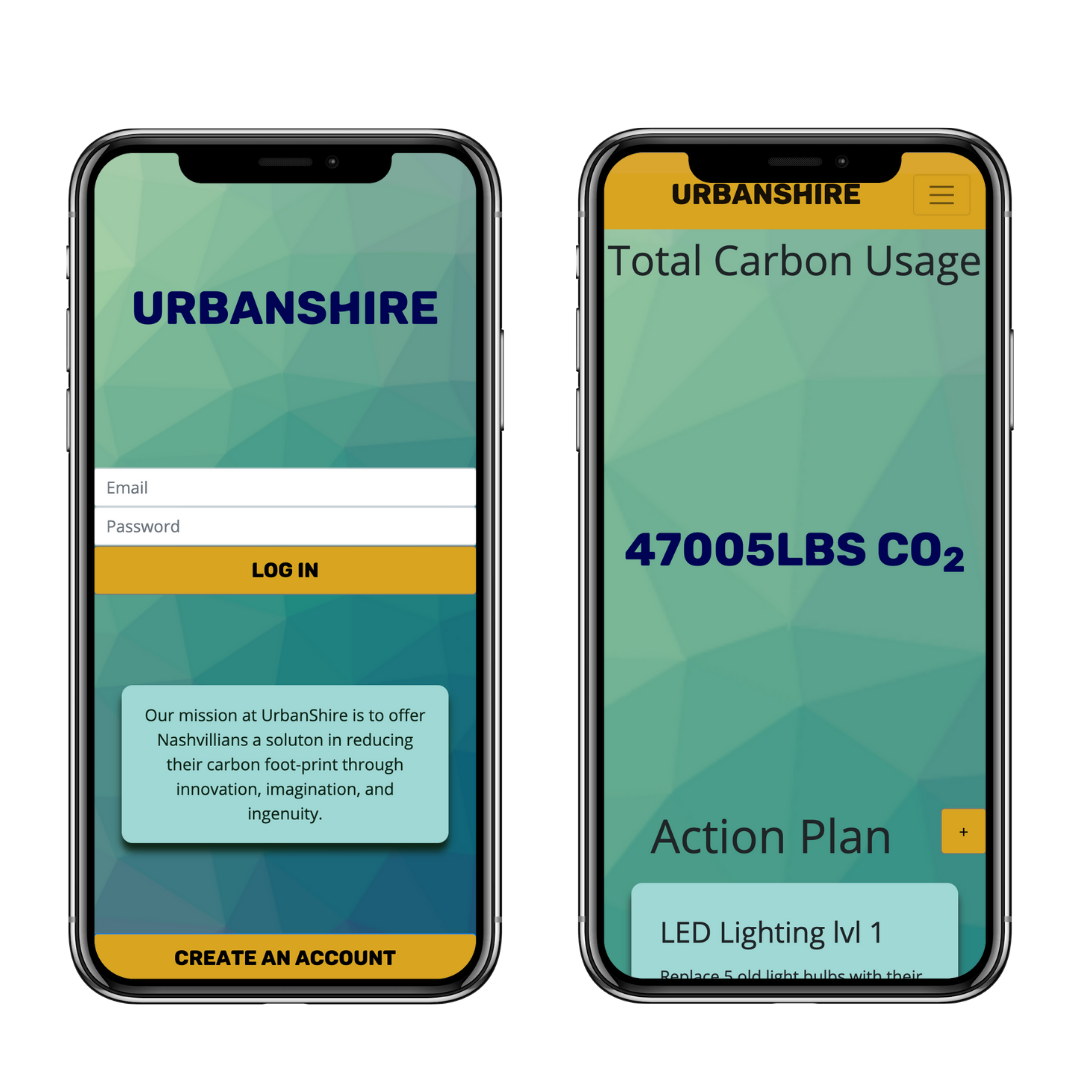 URBANSHIRE
Email
Password
LOG IN
Our mission at UrbanShire is to offer
Nashvillians a soluton in reducing
their carbon foot-print through
innovation, imagination, and
ingenuity.
CREATE AN ACCOUNT
URBANSHIRE
Total Carbon Usage
47005LBS CO₂
Action Plan
+
LED Lighting lvl 1
Replace 5 old light bulbs with their